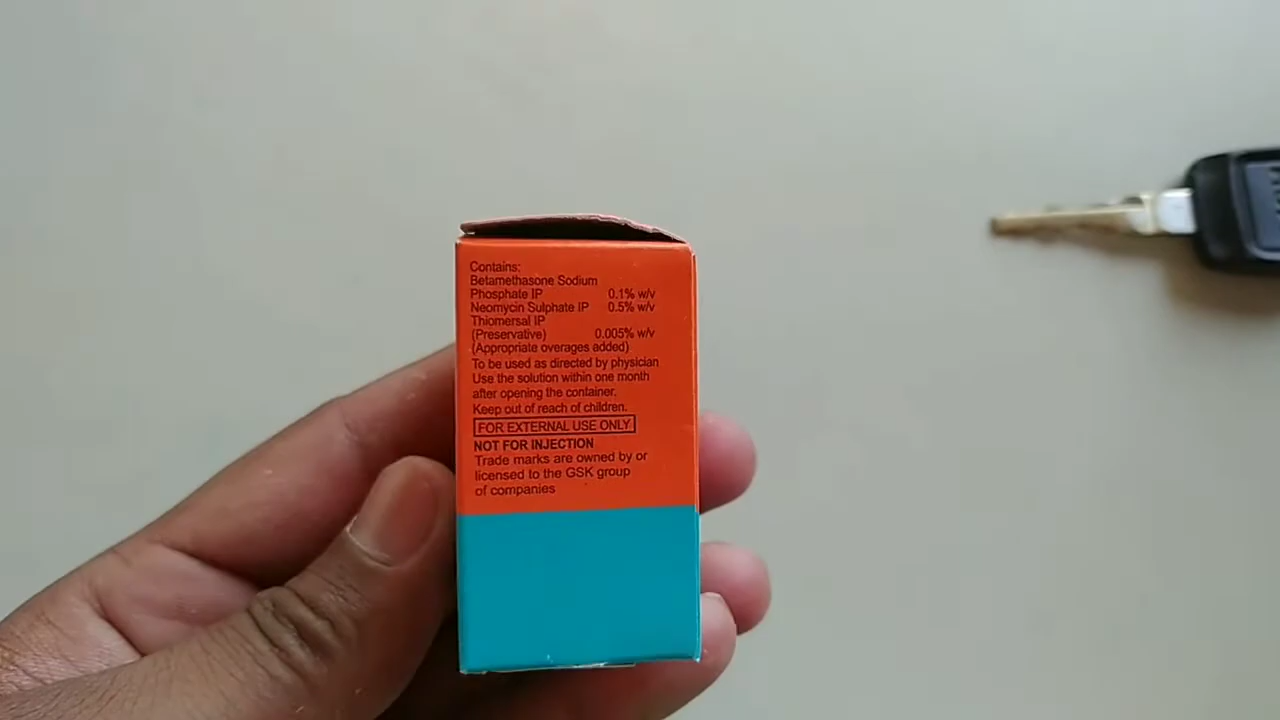 Contains:
Betamethasone Sodium
Phosphate IP 0.1% w/v
Neomycin Sulphate IP 0.5% w/v
Thiomersal IP
(Preservative) 0.005% w/v
(Appropriate overages added)
To be used as directed by physician
Use the solution within one month
after opening the container.
Keep out of reach of children.
FOR EXTERNAL USE ONLY
NOT FOR INJECTION
Trade marks are owned by or
licensed to the GSK group
of companies